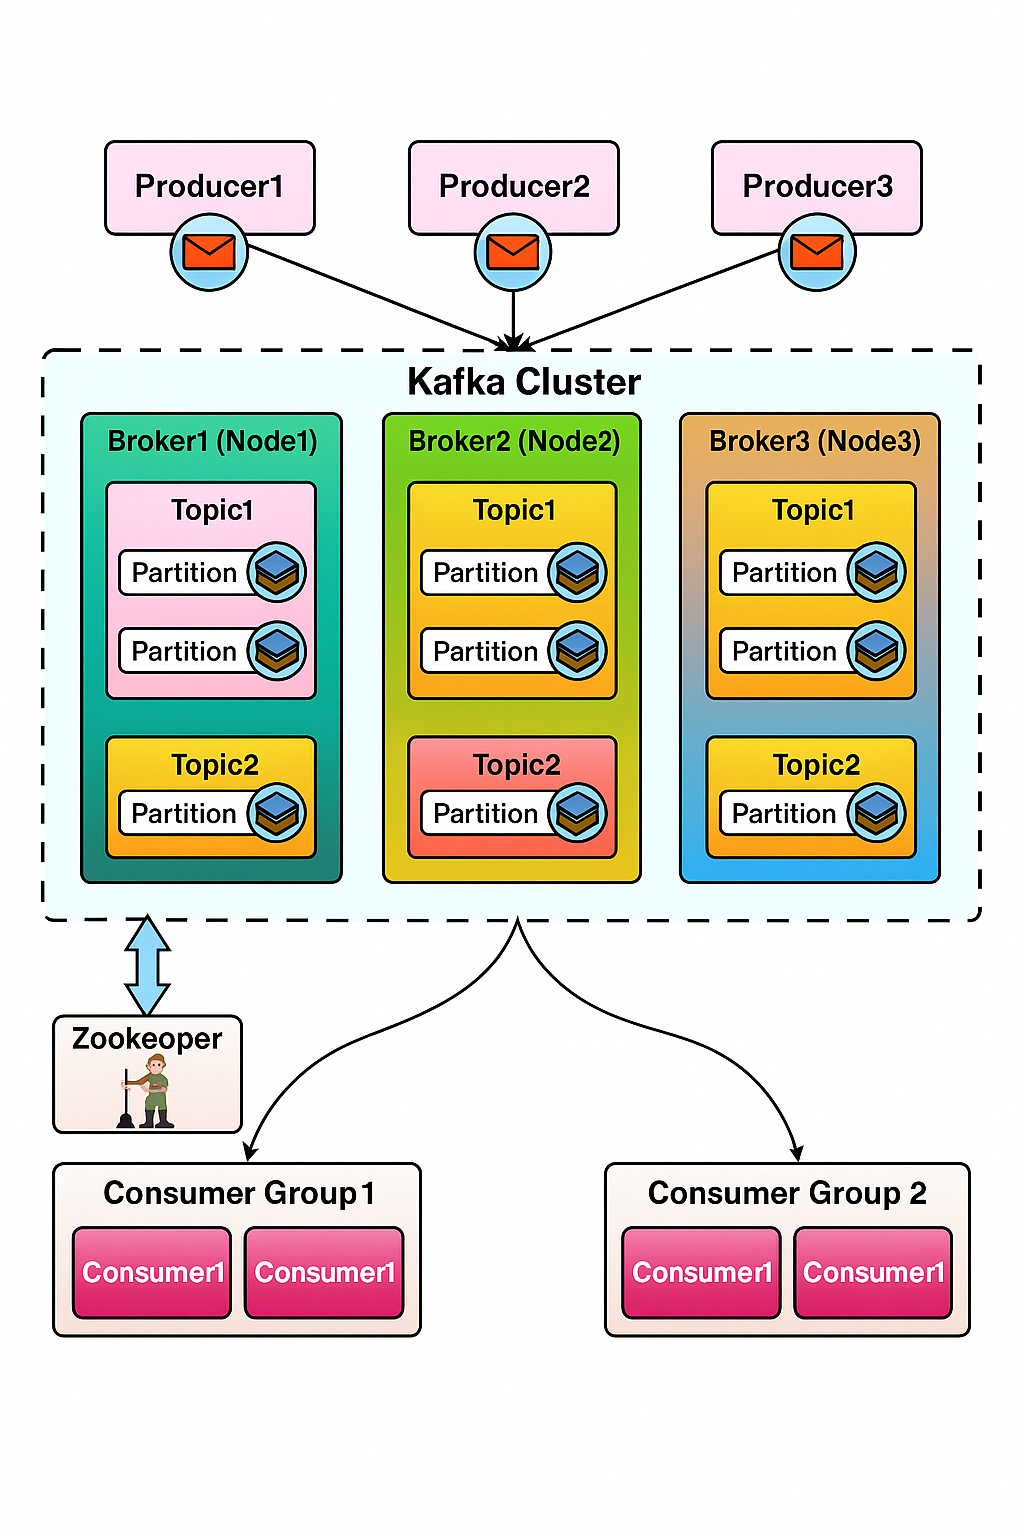 Producer1
Producer2
Producer3
Kafka Cluster
Broker1 (Node1)
Topic1
Partition
Partition
Topic2
Partition
Broker2 (Node2)
Topic1
Partition
Partition
Topic2
Partition
Broker3 (Node3)
Topic1
Partition
Partition
Topic2
Partition
Zookeoper
Consumer Group 1
Consumer1
Consumer1
Consumer Group 2
Consumer1
Consumer1